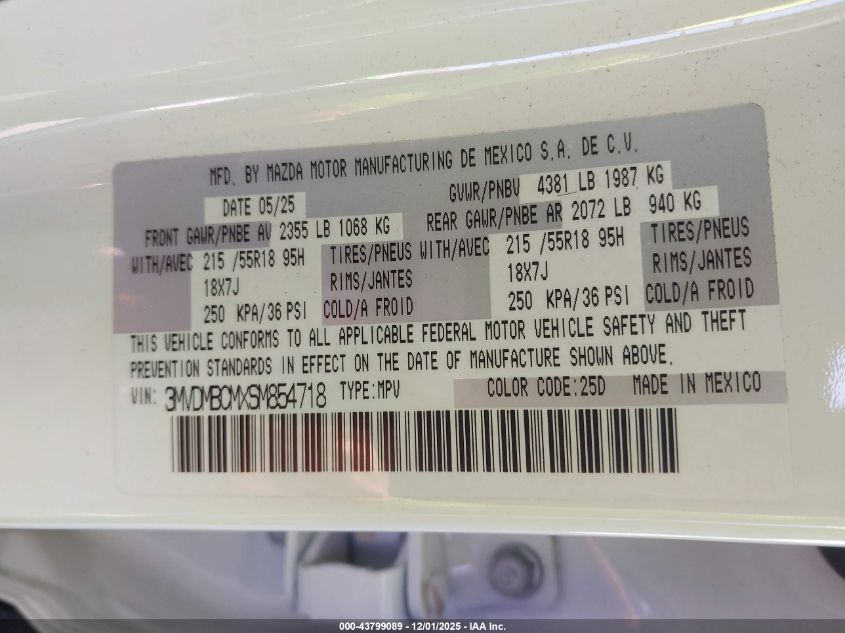 MFD. BY MAZDA MOTOR MANUFACTURING DE MEXICO S.A. DE C.V.
DATE 05/25 GVWR/PNBV 4381 LB 1987 KG
FRONT GAWR/PNBE AV 2355 LB 1068 KG REAR GAWR/PNBE AR 2072 LB 940 KG
WITH/AVEC 215 /55R18 95H TIRES/PNEUS WITH/AVEC 215 /55R18 95H TIRES/PNEUS
18X7J RIMS/JANTES 18X7J RIMS/JANTES
250 KPA/36 PSI COLD/A FROID 250 KPA/36 PSI COLD/A FROID
THIS VEHICLE CONFORMS TO ALL APPLICABLE FEDERAL MOTOR VEHICLE SAFETY AND THEFT
PREVENTION STANDARDS IN EFFECT ON THE DATE OF MANUFACTURE SHOWN ABOVE.
VIN: 3MVDMBCMXSM854718 TYPE:MPV COLOR CODE:25D MADE IN MEXICO
000-43799089 - 12/01/2025 - IAA Inc.